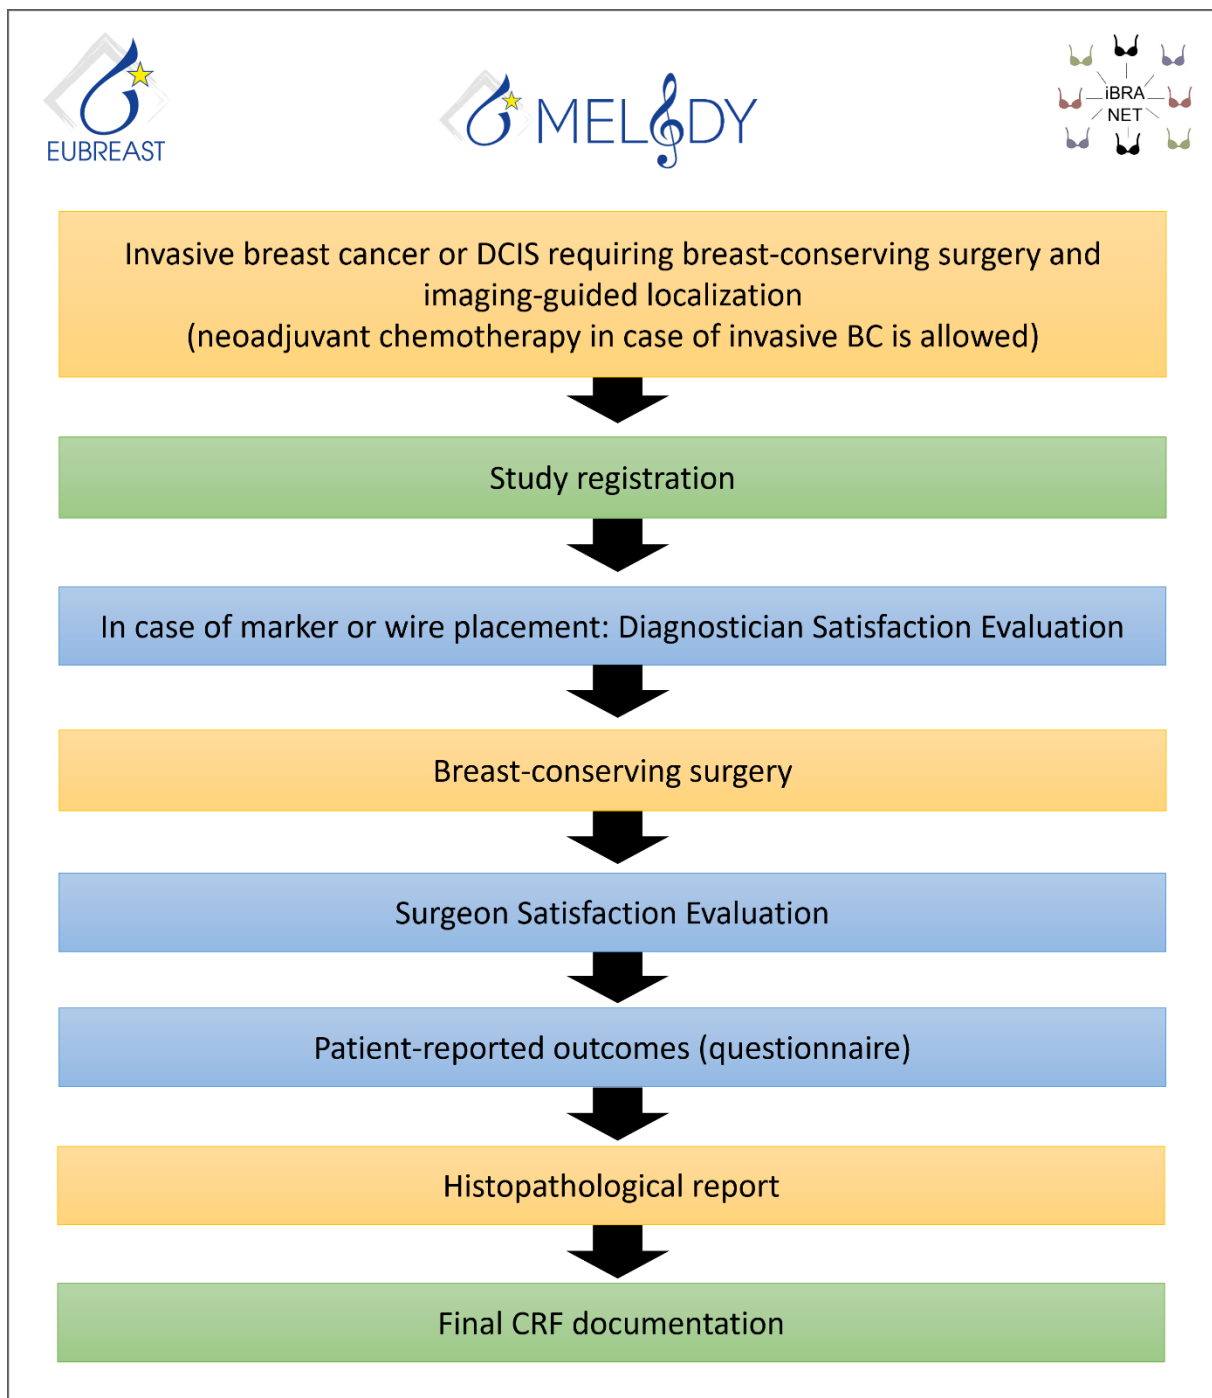 EUBREAST
MELODY
iBRA
NET
Invasive breast cancer or DCIS requiring breast-conserving surgery and
imaging-guided localization
(neoadjuvant chemotherapy in case of invasive BC is allowed)
Study registration
In case of marker or wire placement: Diagnostician Satisfaction Evaluation
Breast-conserving surgery
Surgeon Satisfaction Evaluation
Patient-reported outcomes (questionnaire)
Histopathological report
Final CRF documentation